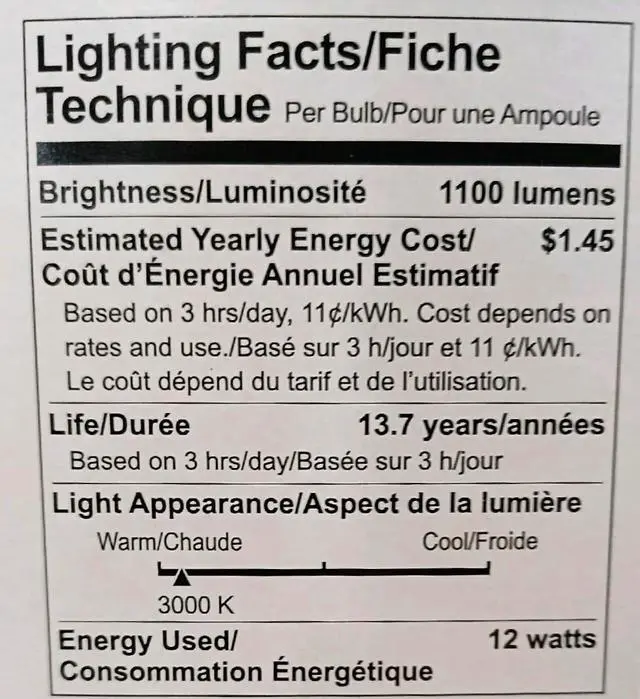 Lighting Facts/Fiche
Technique Per Bulb/Pour une Ampoule
Brightness/Luminosité 1100 lumens
Estimated Yearly Energy Cost/ $1.45
Coût d'Énergie Annuel Estimatif
Based on 3 hrs/day, 11¢/kWh. Cost depends on
rates and use./Basé sur 3 h/jour et 11 ¢/kWh.
Le coût dépend du tarif et de l'utilisation.
Life/Durée 13.7 years/années
Based on 3 hrs/day/Basée sur 3 h/jour
Light Appearance/Aspect de la lumière
Warm/Chaude Cool/Froide
3000 K
Energy Used/ 12 watts
Consommation Énergétique